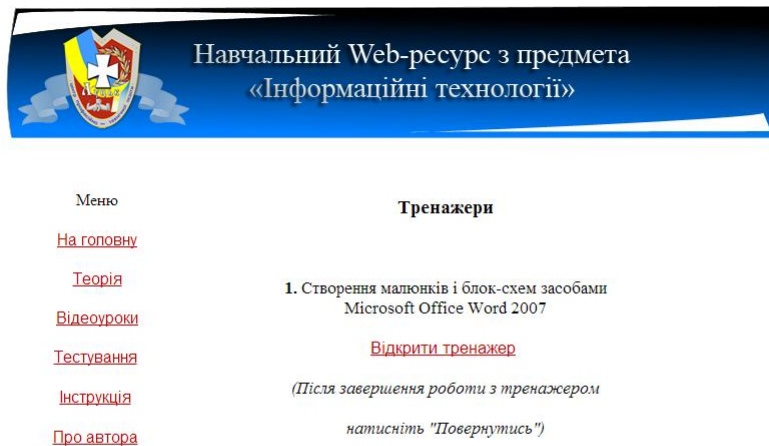 Навчальний Web-ресурс з предмета
«Інформаційні технології»
Меню
На головну
Теорія
Відеоуроки
Тестування
Інструкція
Про автора
Тренажери
1. Створення малюнків і блок-схем засобами
Microsoft Office Word 2007
Відкрити тренажер
(Після завершення роботи з тренажером
натисніть "Повернутись")